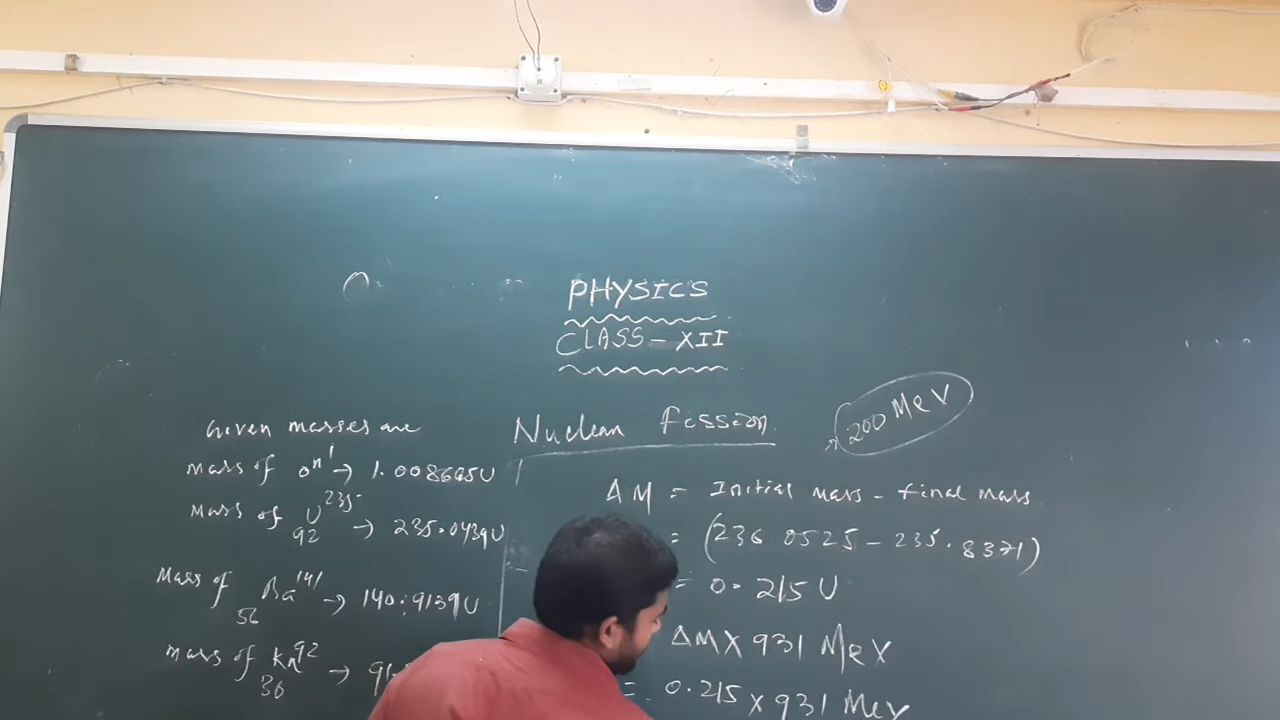 PHYSICS
CLASS-XII
Nuclear fission
200 MeV
Given masses are
mass of 0n1 → 1.008665U
mass of 92U235 → 235.0439U
Mass of 56Ba141 → 140.9139U
mass of 36Kr92 → 91.
ΔM = Initial mass - final mass
= (236.0525 - 235.8371)
= 0.215 U
ΔM X 931 MeV
= 0.215 X 931 MeV